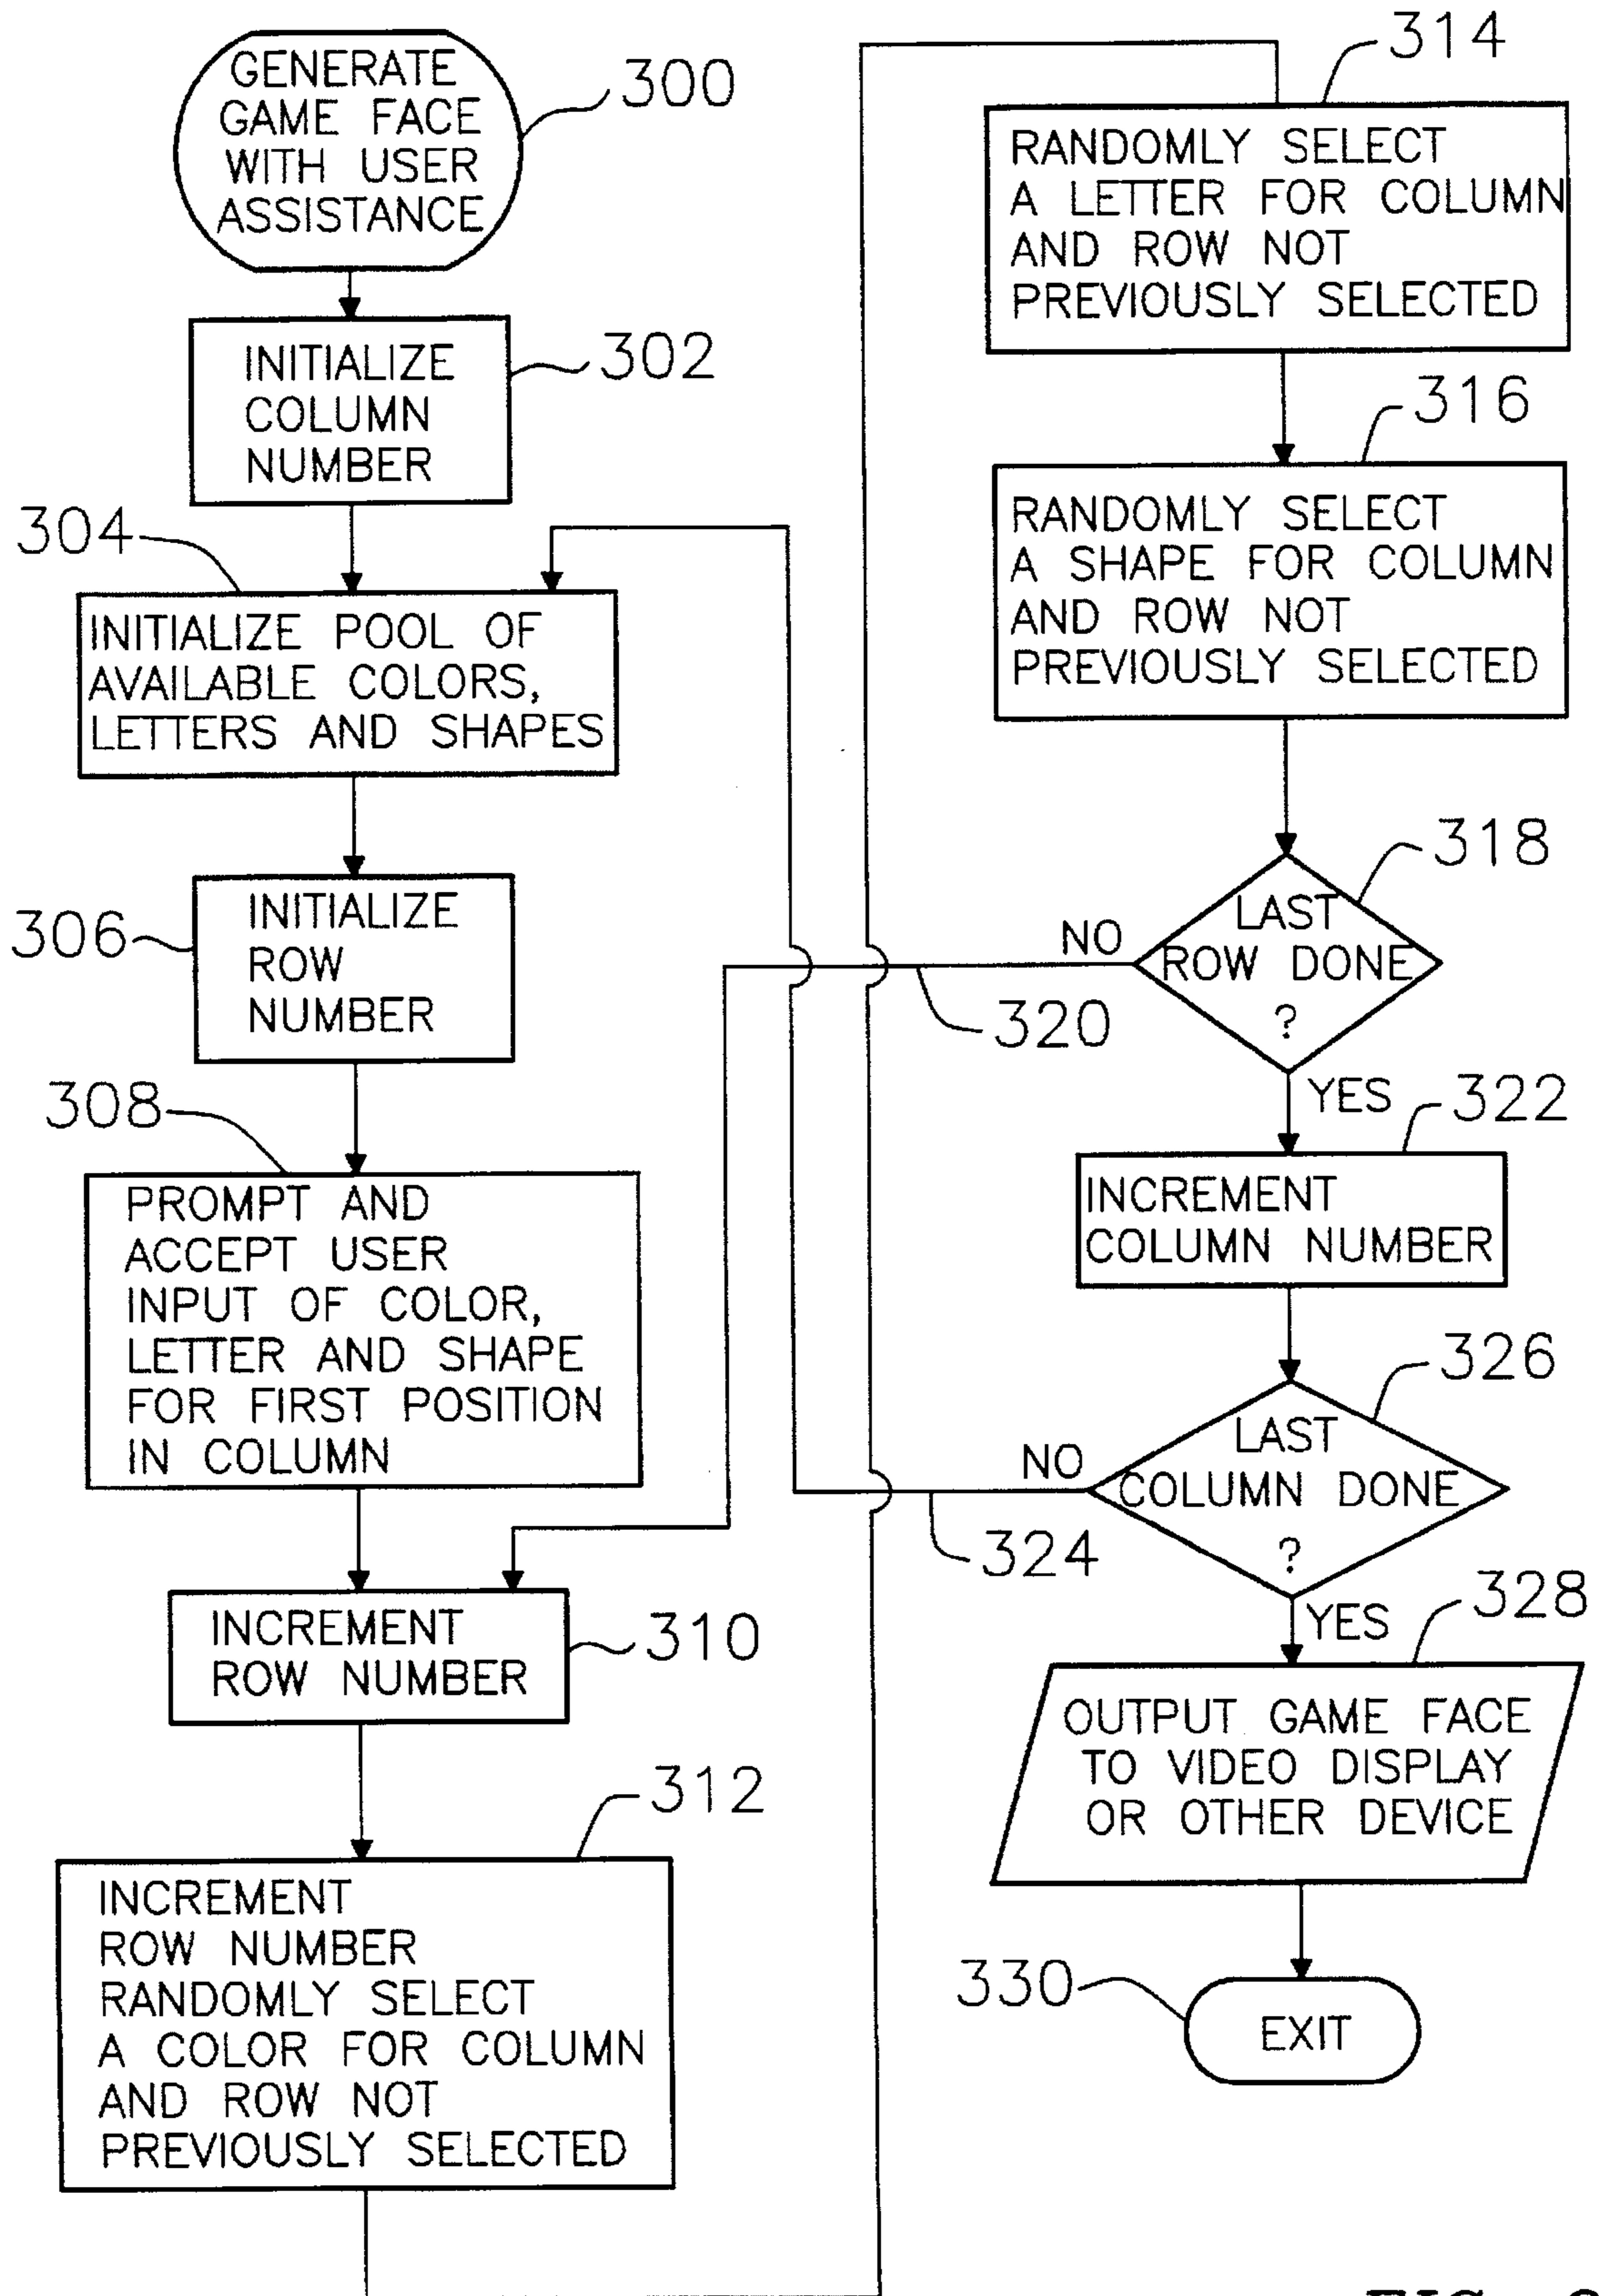 GENERATE
GAME FACE
WITH USER
ASSISTANCE
300
INITIALIZE
COLUMN
NUMBER
302
304
INITIALIZE POOL OF
AVAILABLE COLORS,
LETTERS AND SHAPES
306
INITIALIZE
ROW
NUMBER
308
PROMPT AND
ACCEPT USER
INPUT OF COLOR,
LETTER AND SHAPE
FOR FIRST POSITION
IN COLUMN
INCREMENT
ROW NUMBER
310
312
INCREMENT
ROW NUMBER
RANDOMLY SELECT
A COLOR FOR COLUMN
AND ROW NOT
PREVIOUSLY SELECTED
314
RANDOMLY SELECT
A LETTER FOR COLUMN
AND ROW NOT
PREVIOUSLY SELECTED
316
RANDOMLY SELECT
A SHAPE FOR COLUMN
AND ROW NOT
PREVIOUSLY SELECTED
318
LAST
ROW DONE
?
NO
320
YES
322
INCREMENT
COLUMN NUMBER
326
LAST
COLUMN DONE
?
NO
324
YES
328
OUTPUT GAME FACE
TO VIDEO DISPLAY
OR OTHER DEVICE
330
EXIT